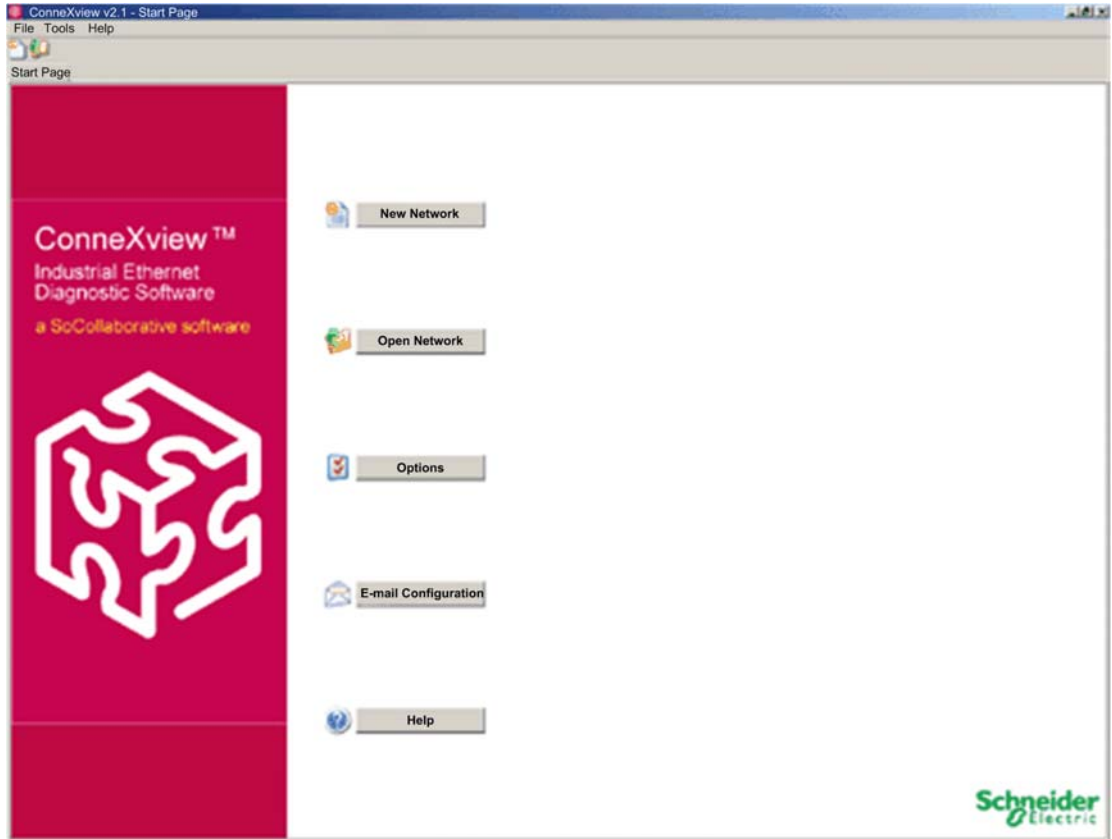 ConneXview v2.1 - Start Page
File Tools Help
Start Page
ConneXview™
Industrial Ethernet
Diagnostic Software
a SoCollaborative software
New Network
Open Network
Options
E-mail Configuration
Help
Schneider
Electric